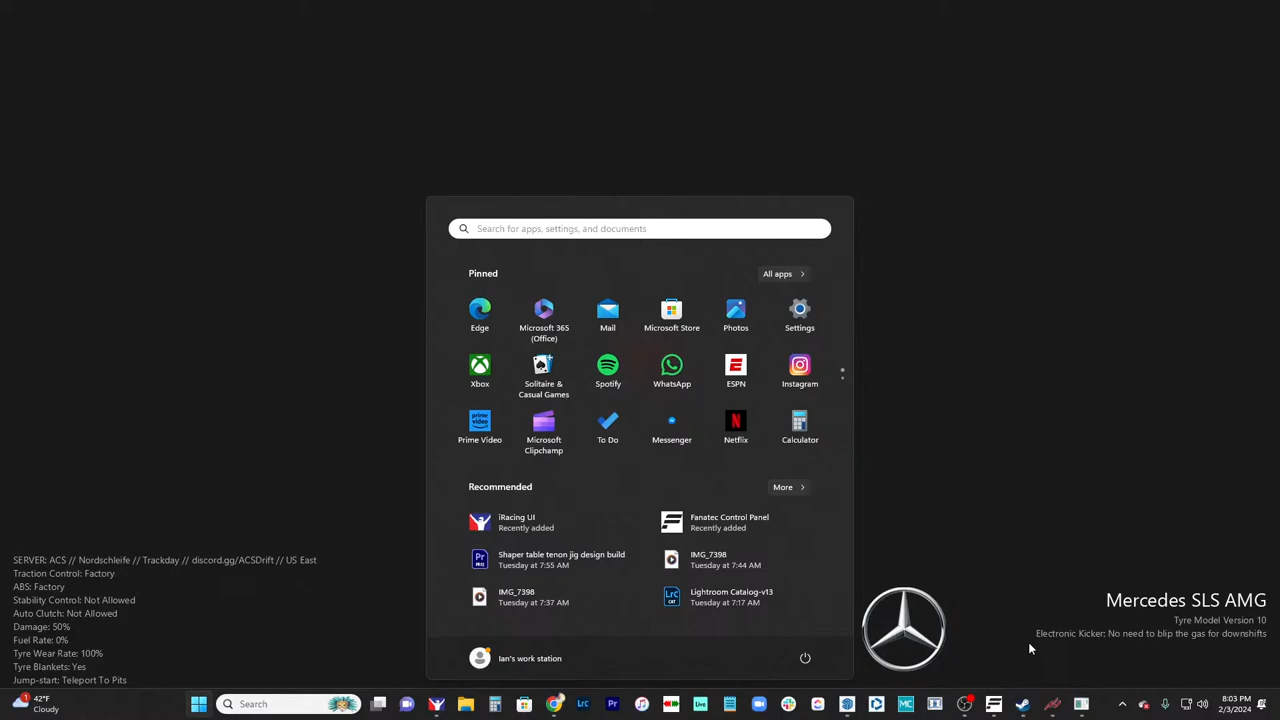 Search for apps, settings, and documents
Pinned
All apps
Edge
Microsoft 365 (Office)
Mail
Microsoft Store
Photos
Settings
Xbox
Solitaire & Casual Games
Spotify
WhatsApp
ESPN
Instagram
prime video
Prime Video
Microsoft Clipchamp
To Do
Messenger
Netflix
Calculator
Recommended
More
iRacing UI
Recently added
Fanatec Control Panel
Recently added
Shaper table tenon jig design build
Tuesday at 7:55 AM
IMG_7398
Tuesday at 7:44 AM
IMG_7398
Tuesday at 7:37 AM
Lightroom Catalog-v13
Tuesday at 7:17 AM
Ian's work station
SERVER: ACS // Nordschleife // Trackday // discord.gg/ACSDrift // US East
Traction Control: Factory
ABS: Factory
Stability Control: Not Allowed
Auto Clutch: Not Allowed
Damage: 50%
Fuel Rate: 0%
Tyre Wear Rate: 100%
Tyre Blankets: Yes
Jump-start: Teleport To Pits
Mercedes SLS AMG
Tyre Model Version 10
Electronic Kicker: No need to blip the gas for downshifts
42°F
Cloudy
Search
8:03 PM
2/3/2024